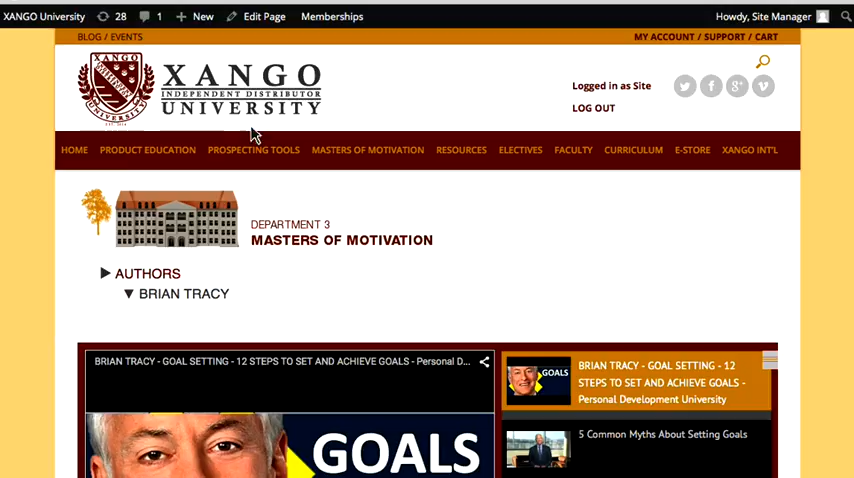 XANGO University 28 1 New Edit Page Memberships Howdy, Site Manager
BLOG / EVENTS MY ACCOUNT / SUPPORT / CART
XANGO
INDEPENDENT DISTRIBUTOR
UNIVERSITY
Logged in as Site
LOG OUT
HOME PRODUCT EDUCATION PROSPECTING TOOLS MASTERS OF MOTIVATION RESOURCES ELECTIVES FACULTY CURRICULUM E-STORE XANGO INT'L
DEPARTMENT 3
MASTERS OF MOTIVATION
AUTHORS
BRIAN TRACY
BRIAN TRACY - GOAL SETTING - 12 STEPS TO SET AND ACHIEVE GOALS - Personal D...
GOALS
GOALS
BRIAN TRACY - GOAL SETTING - 12
STEPS TO SET AND ACHIEVE GOALS -
Personal Development University
5 Common Myths About Setting Goals